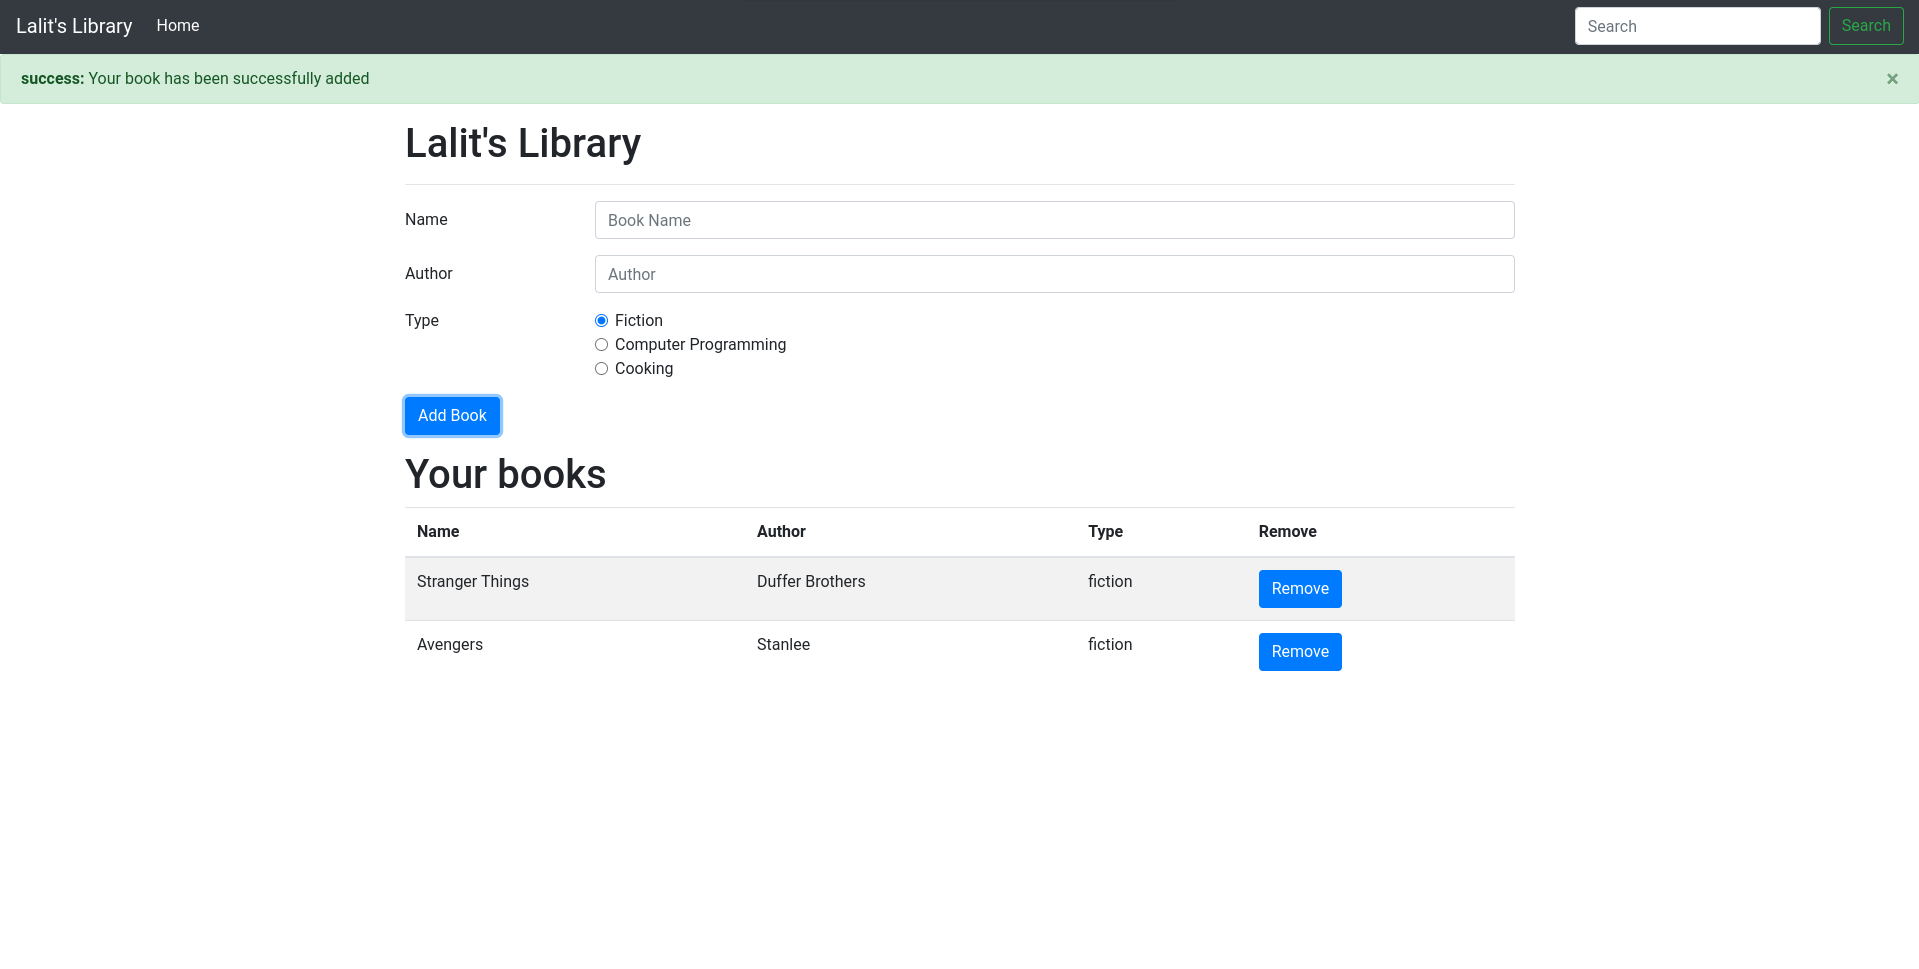 Lalit's Library Home Search Search
success: Your book has been successfully added ×
Lalit's Library
Name Book Name
Author Author
Type Fiction
Computer Programming
Cooking
Add Book
Your books
Name Author Type Remove
Stranger Things Duffer Brothers fiction Remove
Avengers Stanlee fiction Remove